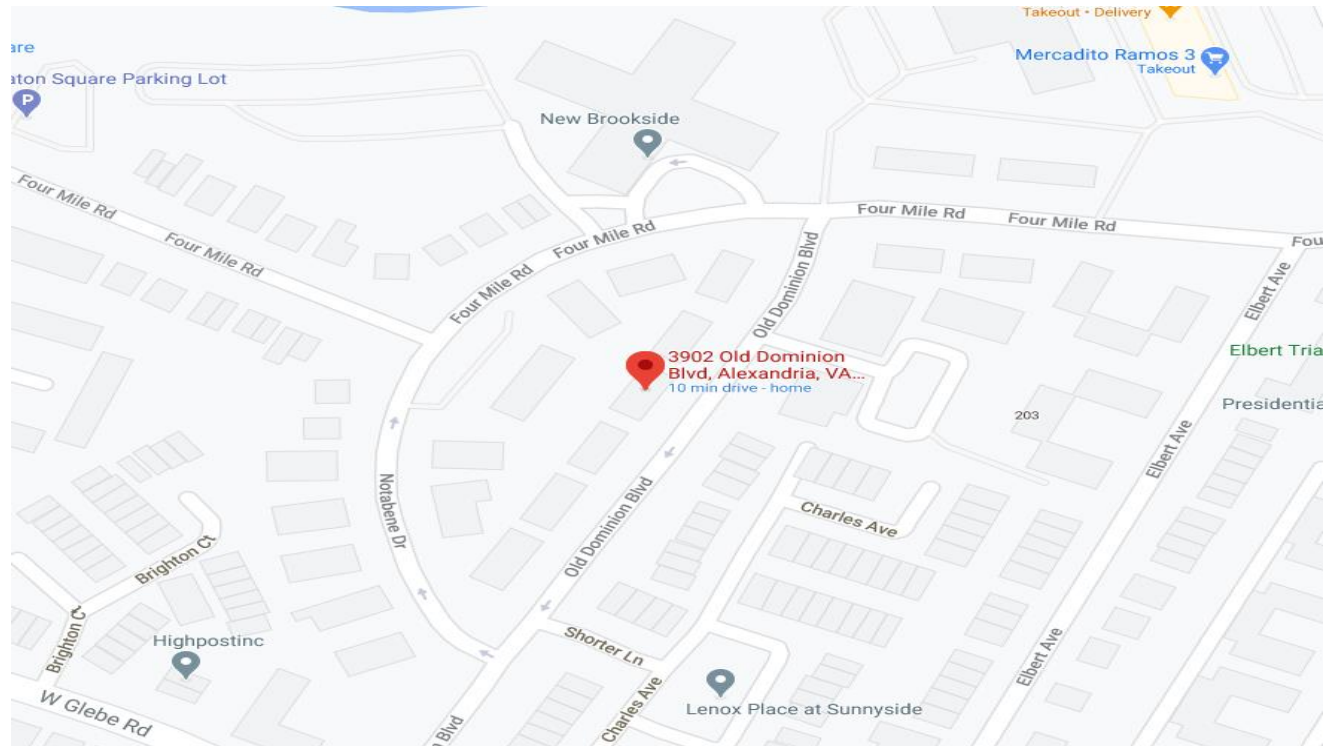 Takeout • Delivery
are
Mercadito Ramos 3
Takeout
aton Square Parking Lot
P
New Brookside
Four Mile Rd
Four Mile Rd
Four Mile Rd
Four Mile Rd
Four Mile Rd
Four Mile Rd
Fou
Old Dominion Blvd
Elbert Ave
Four Mile Rd
3902 Old Dominion
Blvd, Alexandria, VA...
10 min drive - home
Elbert Tria
Presidentia
203
Elbert Ave
Notabene Dr
Old Dominion Blvd
Charles Ave
Brighton Ct
Brighton C
Highpostinc
Shorter Ln
Elbert Ave
W Glebe Rd
Charles Ave
Lenox Place at Sunnyside
Blvd